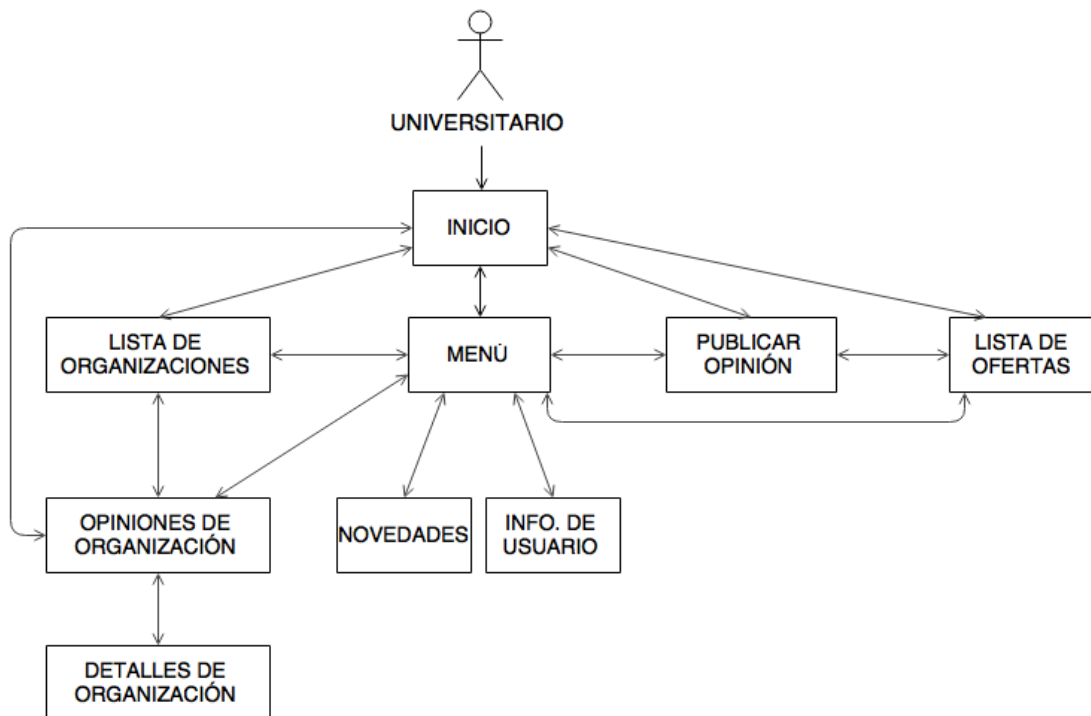 UNIVERSITARIO
INICIO
LISTA DE
ORGANIZACIONES
MENÚ
PUBLICAR
OPINIÓN
LISTA DE
OFERTAS
OPINIONES DE
ORGANIZACIÓN
NOVEDADES
INFO. DE
USUARIO
DETALLES DE
ORGANIZACIÓN